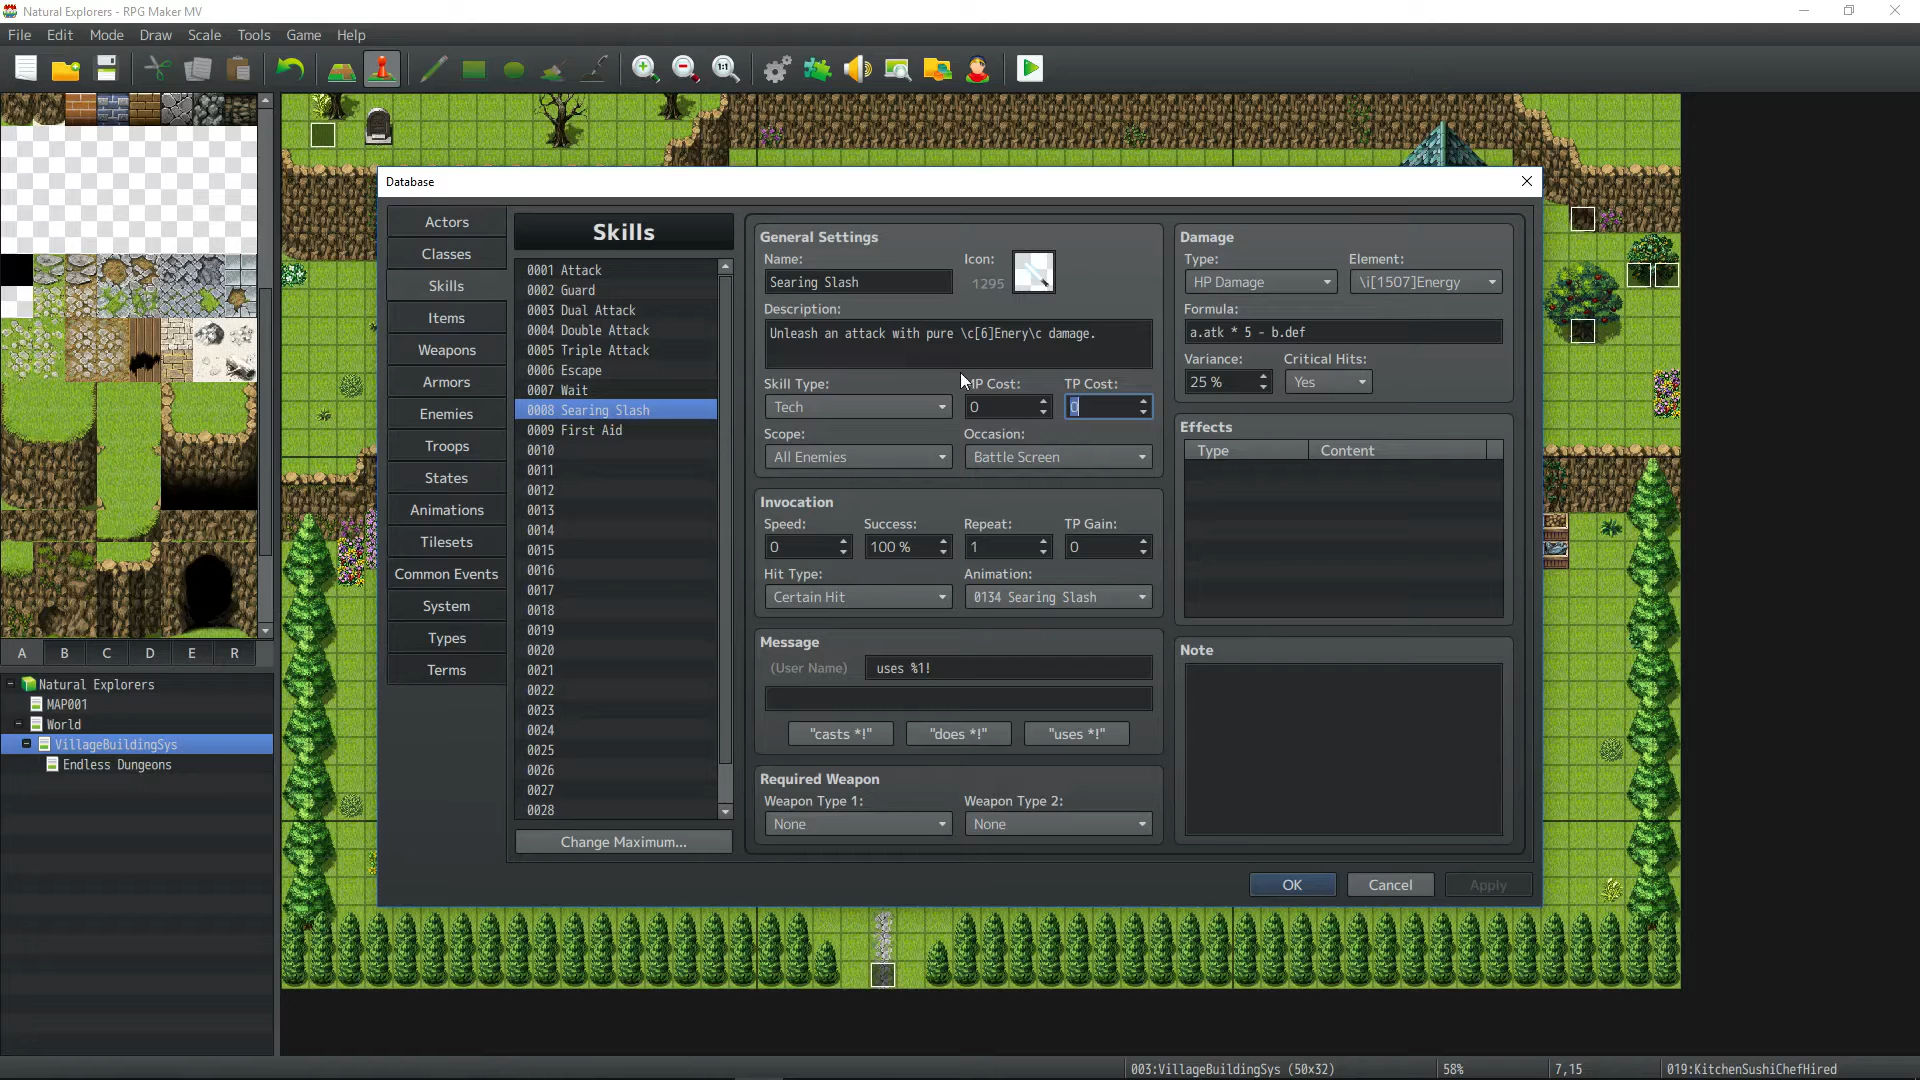 Natural Explorers - RPG Maker MV
File Edit Mode Draw Scale Tools Game Help
1:1
Database
Actors
Classes
Skills
Items
Weapons
Armors
Enemies
Troops
States
Animations
Tilesets
Common Events
System
Types
Terms
Skills
0001 Attack
0002 Guard
0003 Dual Attack
0004 Double Attack
0005 Triple Attack
0006 Escape
0007 Wait
0008 Searing Slash
0009 First Aid
0010
0011
0012
0013
0014
0015
0016
0017
0018
0019
0020
0021
0022
0023
0024
0025
0026
0027
0028
Change Maximum...
General Settings
Name: Icon:
Searing Slash 1295
Description:
Unleash an attack with pure \c[6]Enery\c damage.
Skill Type: MP Cost: TP Cost:
Tech 0 0
Scope: Occasion:
All Enemies Battle Screen
Invocation
Speed: Success: Repeat: TP Gain:
0 100 % 1 0
Hit Type: Animation:
Certain Hit 0134 Searing Slash
Message
(User Name) uses %1!
"casts *!" "does *!" "uses *!"
Required Weapon
Weapon Type 1: Weapon Type 2:
None None
Damage
Type: Element:
HP Damage \i[1507]Energy
Formula:
a.atk * 5 - b.def
Variance: Critical Hits:
25 % Yes
Effects
Type Content
Note
OK Cancel Apply
A B C D E R
Natural Explorers
MAP001
World
VillageBuildingSys
Endless Dungeons
003:VillageBuildingSys (50x32) 58% 7,15 019:KitchenSushiChefHired